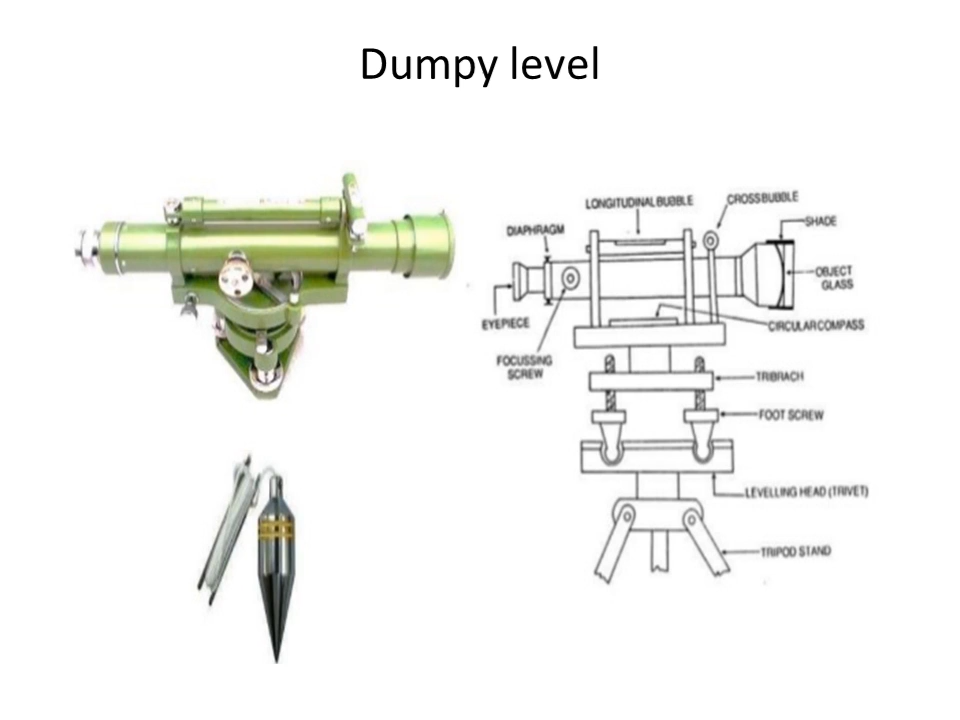 Dumpy level
LONGITUDINAL BUBBLE
CROSS BUBBLE
SHADE
DIAPHRAGM
OBJECT
GLASS
EYEPIECE
CIRCULAR COMPASS
FOCUSSING
SCREW
TRIBRACH
FOOT SCREW
LEVELLING HEAD (TRIVET)
TRIPOD STAND